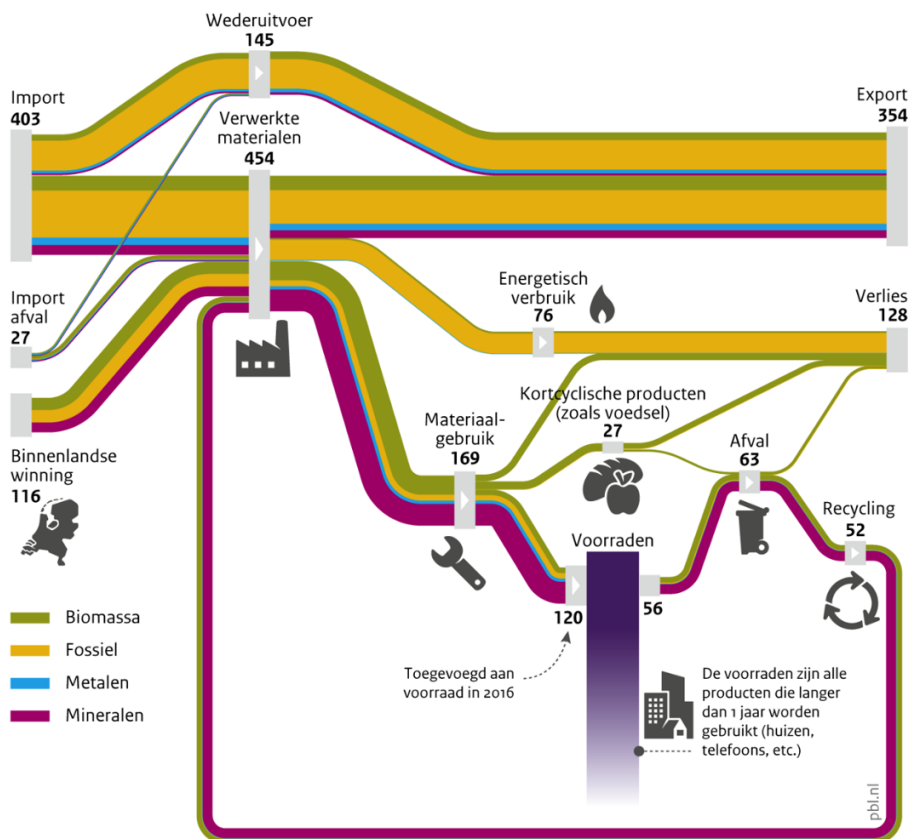 Wederuitvoer
145
Import
403
Verwerkte
materialen
454
Export
354
Import
afval
27
Energetisch
verbruik
76
Verlies
128
Binnenlandse
winning
116
Materiaal-
gebruik
169
Kortcyclische producten
(zoals voedsel)
27
Afval
63
Recycling
52
Voorraden
120
56
Biomassa
Fossiel
Metalen
Mineralen
Toegevoegd aan
voorraad in 2016
De voorraden zijn alle
producten die langer
dan 1 jaar worden
gebruikt (huizen,
telefoons, etc.)
pbl.nl